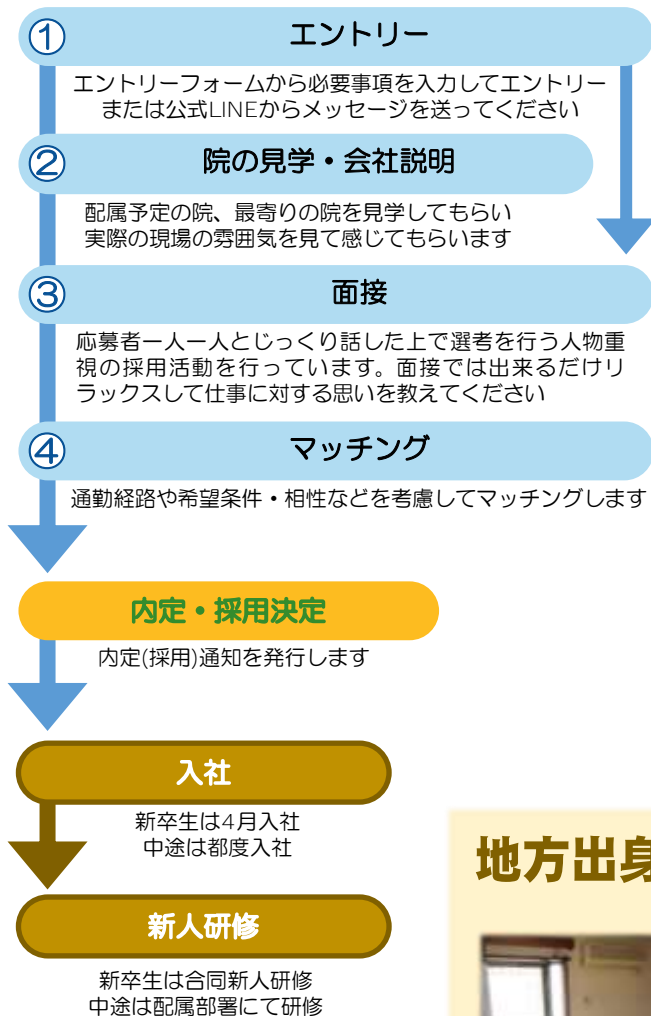 ① エントリー
エントリーフォームから必要事項を入力してエントリー
または公式LINEからメッセージを送ってください
② 院の見学・会社説明
配属予定の院、最寄りの院を見学してもらい
実際の現場の雰囲気を見て感じてもらいます
③ 面接
応募者一人一人とじっくり話した上で選考を行う人物重
視の採用活動を行っています。面接では出来るだけリ
ラックスして仕事に対する思いを教えてください
④ マッチング
通勤経路や希望条件・相性などを考慮してマッチングします
内定・採用決定
内定(採用)通知を発行します
入社
新卒生は4月入社
中途は都度入社
新人研修
新卒生は合同新人研修
中途は配属部署にて研修
地方出身